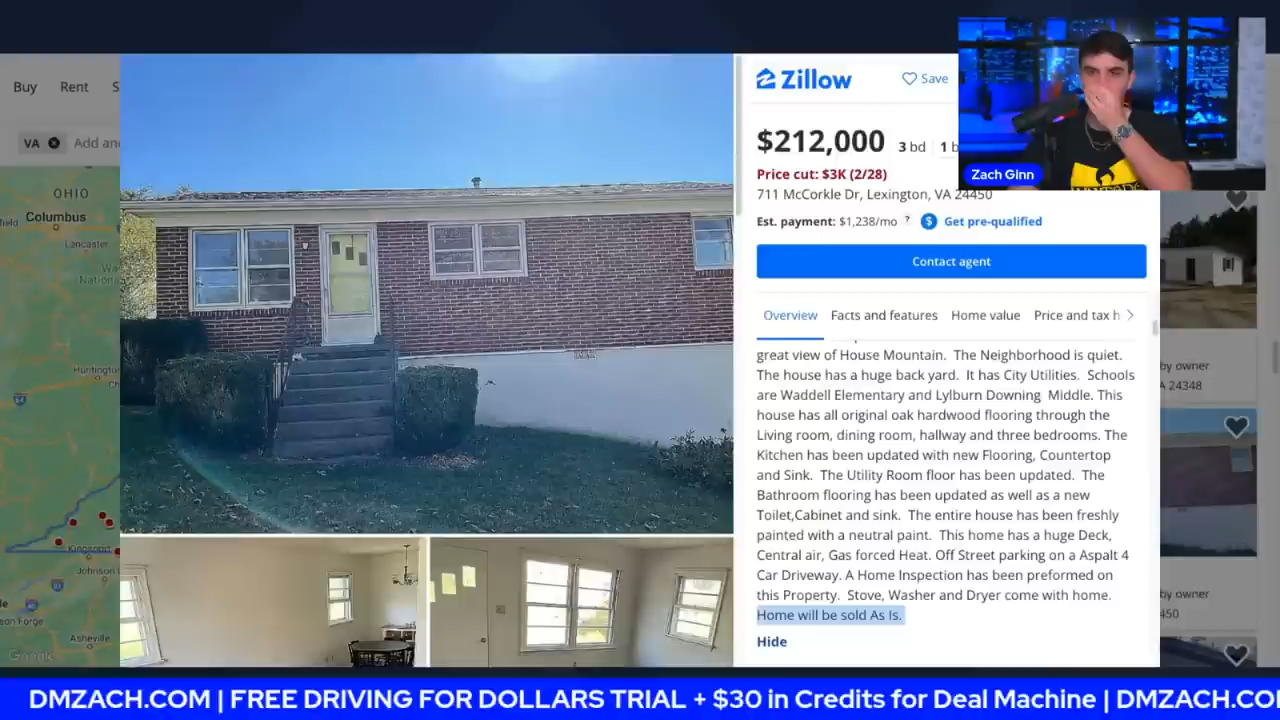 Buy Rent S
VA Add an
OHIO
Columbus
Lancaster
Nationa
Huntington
Kingsport
Johnson
Asheville
Google
Zillow
Save
$212,000 3 bd 1 b
Price cut: $3K (2/28)
711 McCorkle Dr, Lexington, VA 24450
Est. payment: $1,238/mo ? $ Get pre-qualified
Contact agent
Overview Facts and features Home value Price and tax h
great view of House Mountain. The Neighborhood is quiet.
The house has a huge back yard. It has City Utilities. Schools
are Waddell Elementary and Lylburn Downing Middle. This
house has all original oak hardwood flooring through the
Living room, dining room, hallway and three bedrooms. The
Kitchen has been updated with new Flooring, Countertop
and Sink. The Utility Room floor has been updated. The
Bathroom flooring has been updated as well as a new
Toilet,Cabinet and sink. The entire house has been freshly
painted with a neutral paint. This home has a huge Deck,
Central air, Gas forced Heat. Off Street parking on a Aspalt 4
Car Driveway. A Home Inspection has been preformed on
this Property. Stove, Washer and Dryer come with home.
Home will be sold As Is.
Hide
Zach Ginn
by owner
A 24348
by owner
450
DMZACH.COM | FREE DRIVING FOR DOLLARS TRIAL + $30 in Credits for Deal Machine | DMZACH.CO